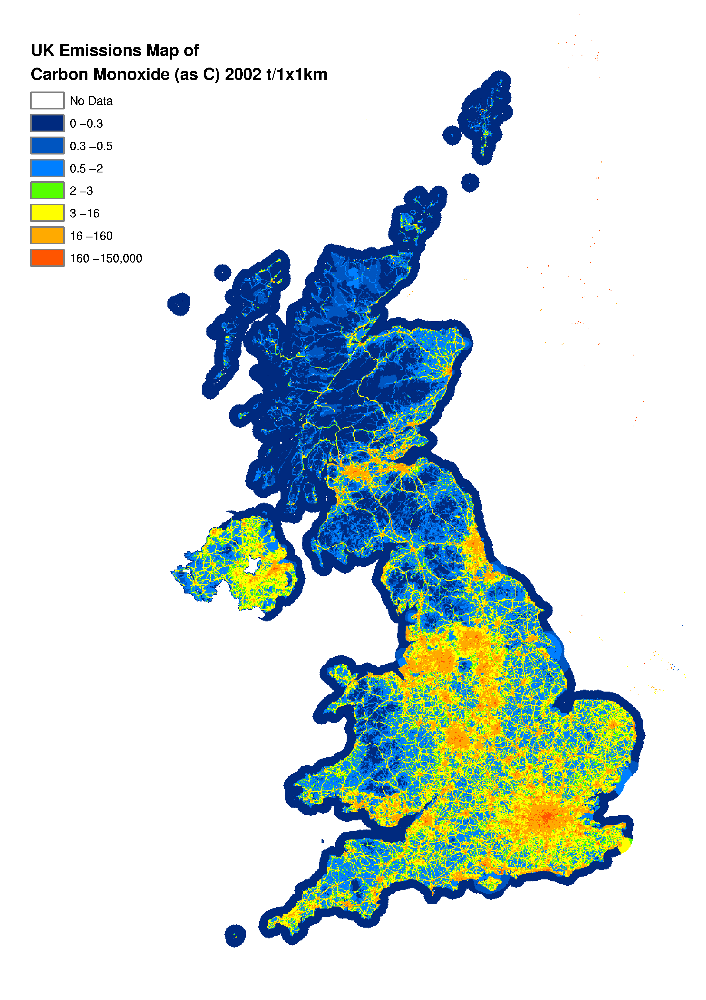 UK Emissions Map of
Carbon Monoxide (as C) 2002 t/1x1km
No Data
0 –0.3
0.3 –0.5
0.5 –2
2 –3
3 –16
16 –160
160 –150,000